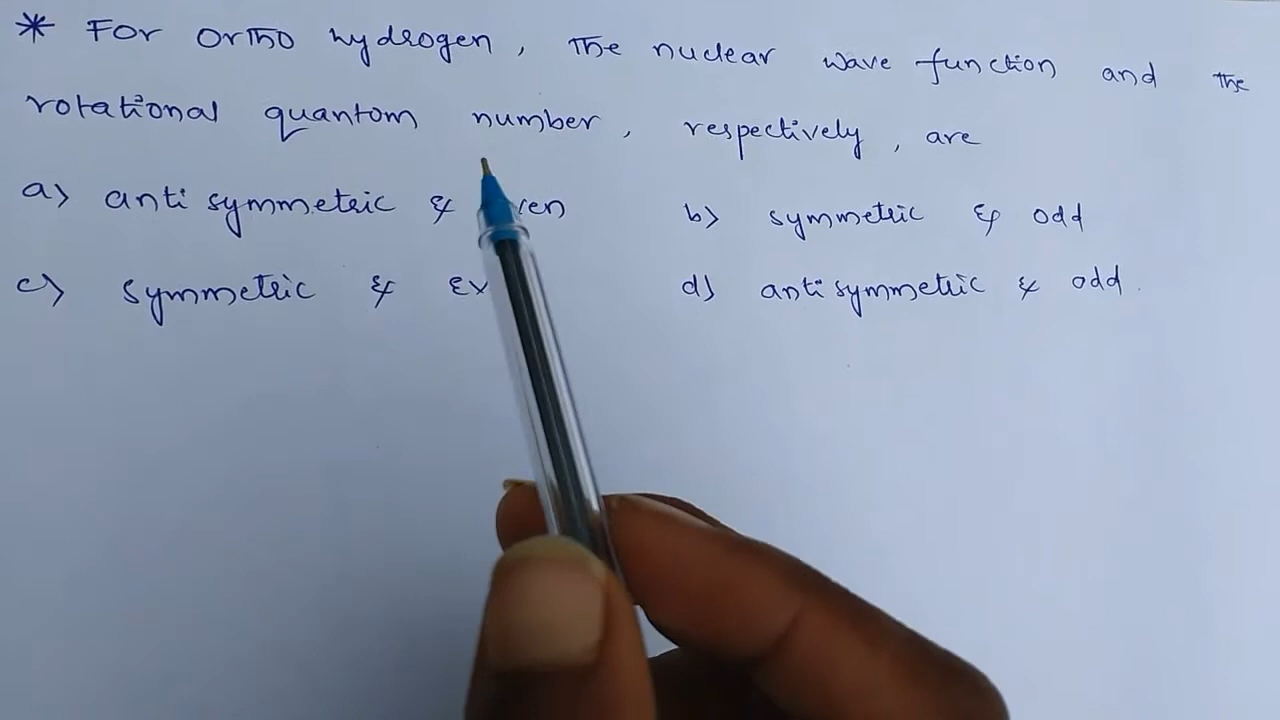 * For ortho hydrogen, the nuclear wave function and the
rotational quantom number, respectively, are
a) anti symmetric & b) symmetric & odd
c) symmetric & d) antisymmetric & odd.